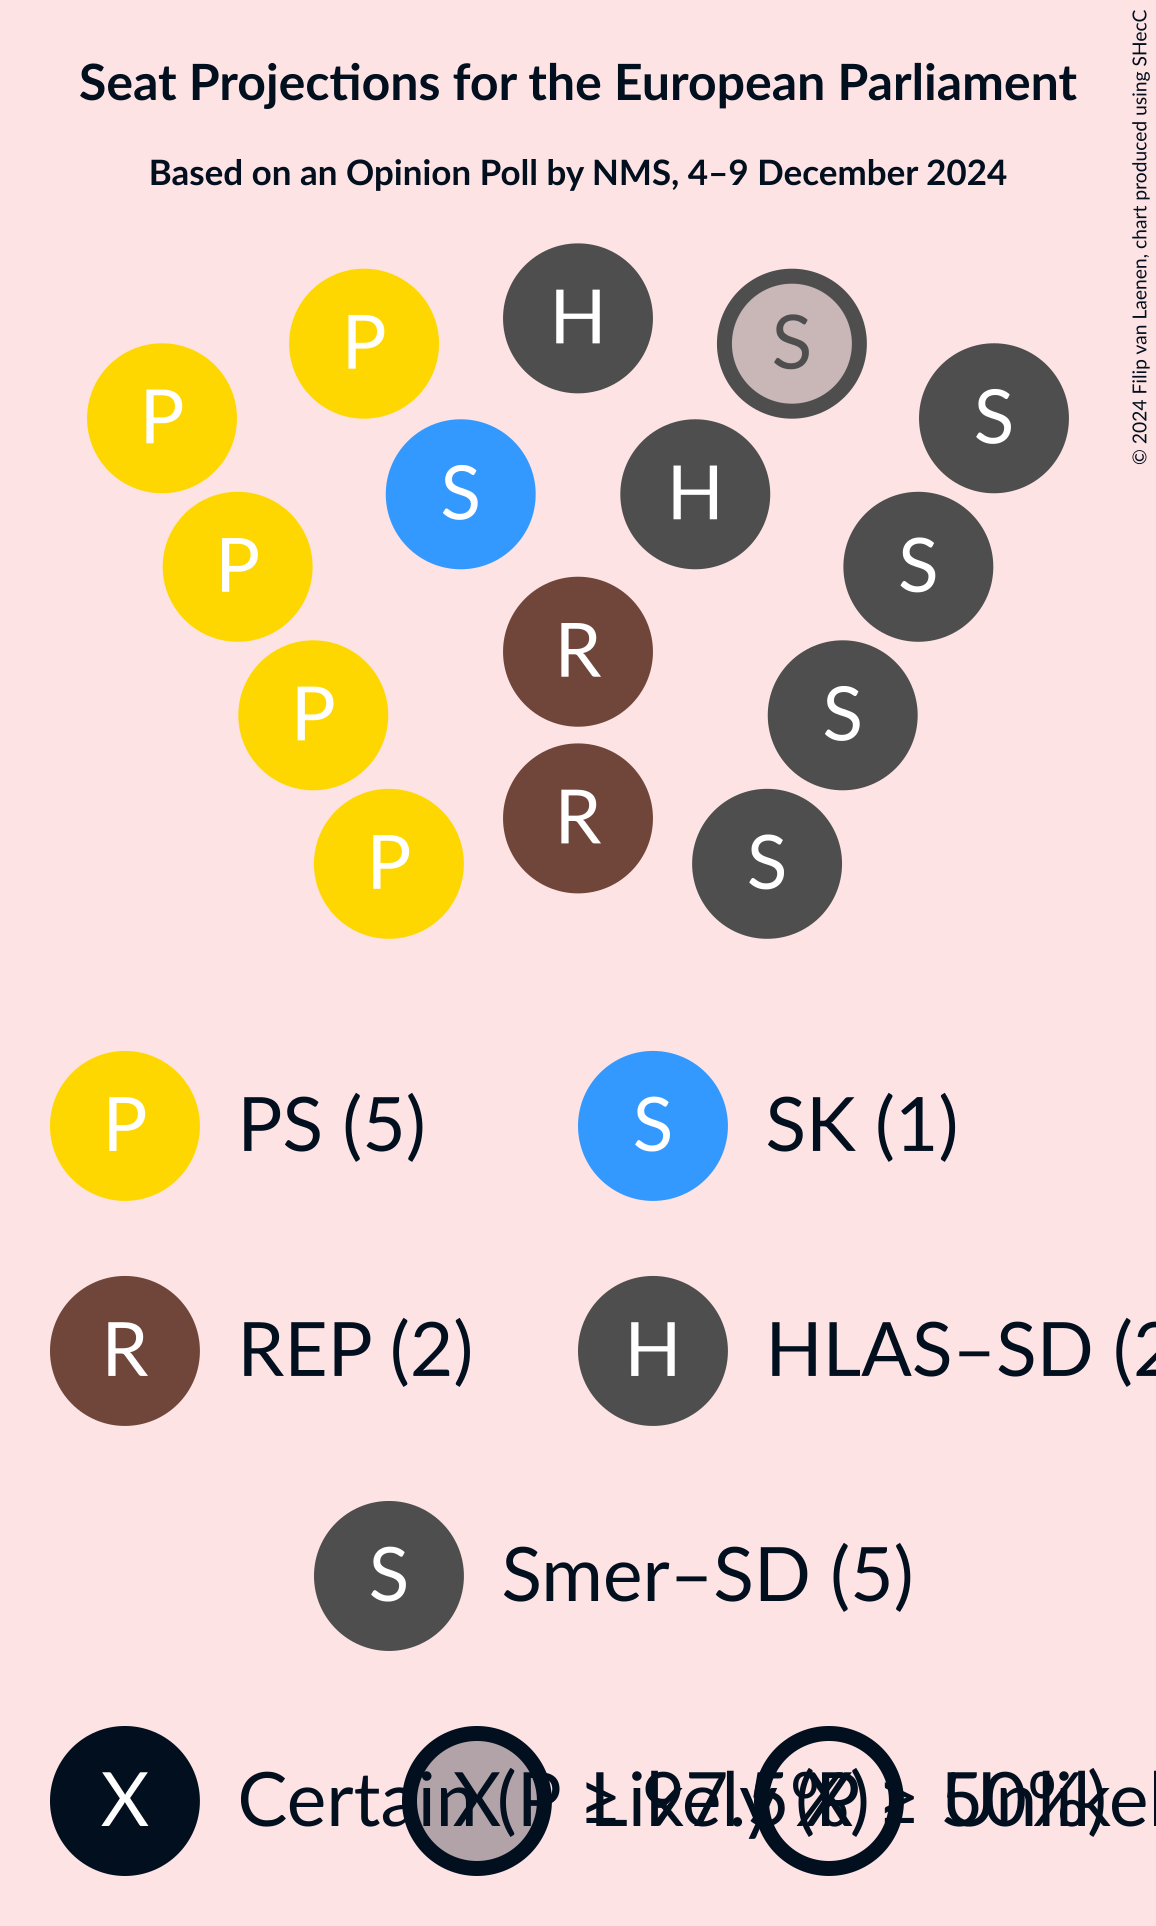 Seat Projections for the European Parliament
Based on an Opinion Poll by NMS, 4–9 December 2024
© 2024 Filip van Laenen, chart produced using SHecC
H
P
S
P
S
S
H
P
S
R
P
S
R
P
S
P PS (5)
S SK (1)
R REP (2)
H HLAS–SD (2
S Smer–SD (5)
X Certain (P ≥ 97.5%)
X Likely (P ≥ 50%)
X Unlikel